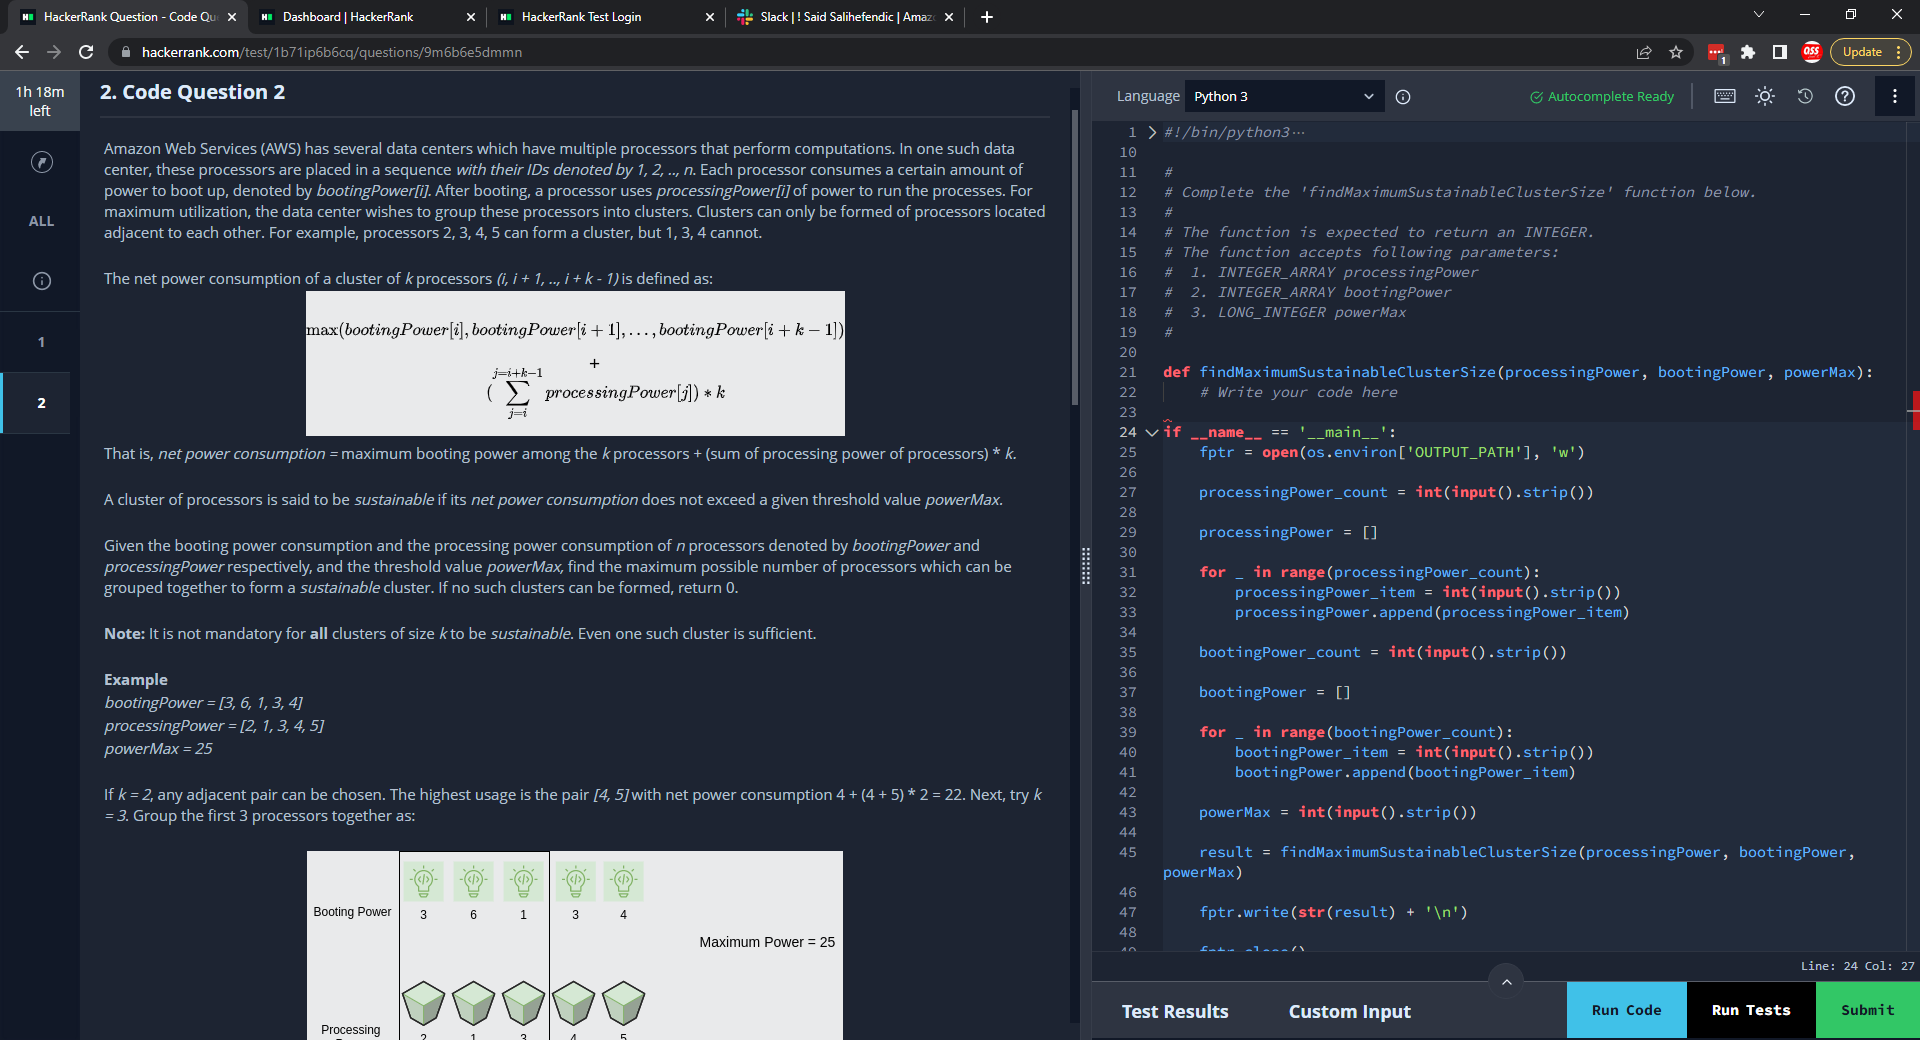 HackerRank Question - Code Qu
Dashboard | HackerRank
HackerRank Test Login
Slack | ! Said Salihefendic | Amaz
hackerrank.com/test/1b71ip6b6cq/questions/9m6b6e5dmmn
1
Update
1h 18m
left
ALL
1
2
2. Code Question 2
Amazon Web Services (AWS) has several data centers which have multiple processors that perform computations. In one such data
center, these processors are placed in a sequence with their IDs denoted by 1, 2, .., n. Each processor consumes a certain amount of
power to boot up, denoted by bootingPower[i]. After booting, a processor uses processingPower[i] of power to run the processes. For
maximum utilization, the data center wishes to group these processors into clusters. Clusters can only be formed of processors located
adjacent to each other. For example, processors 2, 3, 4, 5 can form a cluster, but 1, 3, 4 cannot.
The net power consumption of a cluster of k processors (i, i + 1, .., i + k - 1) is defined as:
max(bootingPower[i], bootingPower[i + 1], . . . , bootingPower[i + k − 1])
+
j=i+k−1
( ∑ processingPower[j]) ∗ k
j=i
That is, net power consumption = maximum booting power among the k processors + (sum of processing power of processors) * k.
A cluster of processors is said to be sustainable if its net power consumption does not exceed a given threshold value powerMax.
Given the booting power consumption and the processing power consumption of n processors denoted by bootingPower and
processingPower respectively, and the threshold value powerMax, find the maximum possible number of processors which can be
grouped together to form a sustainable cluster. If no such clusters can be formed, return 0.
Note: It is not mandatory for all clusters of size k to be sustainable. Even one such cluster is sufficient.
Example
bootingPower = [3, 6, 1, 3, 4]
processingPower = [2, 1, 3, 4, 5]
powerMax = 25
If k = 2, any adjacent pair can be chosen. The highest usage is the pair [4, 5] with net power consumption 4 + (4 + 5) * 2 = 22. Next, try k
= 3. Group the first 3 processors together as:
Booting Power 3 6 1 3 4
Maximum Power = 25
Processing
2 1 3 4 5
Language Python 3
Autocomplete Ready
1 #!/bin/python3···
10
11 #
12 # Complete the 'findMaximumSustainableClusterSize' function below.
13 #
14 # The function is expected to return an INTEGER.
15 # The function accepts following parameters:
16 #  1. INTEGER_ARRAY processingPower
17 #  2. INTEGER_ARRAY bootingPower
18 #  3. LONG_INTEGER powerMax
19 #
20
21 def findMaximumSustainableClusterSize(processingPower, bootingPower, powerMax):
22     # Write your code here
23
24 if __name__ == '__main__':
25     fptr = open(os.environ['OUTPUT_PATH'], 'w')
26
27     processingPower_count = int(input().strip())
28
29     processingPower = []
30
31     for _ in range(processingPower_count):
32         processingPower_item = int(input().strip())
33         processingPower.append(processingPower_item)
34
35     bootingPower_count = int(input().strip())
36
37     bootingPower = []
38
39     for _ in range(bootingPower_count):
40         bootingPower_item = int(input().strip())
41         bootingPower.append(bootingPower_item)
42
43     powerMax = int(input().strip())
44
45     result = findMaximumSustainableClusterSize(processingPower, bootingPower,
powerMax)
46
47     fptr.write(str(result) + '\n')
48
49     fptr.close()
Line: 24 Col: 27
Test Results
Custom Input
Run Code
Run Tests
Submit